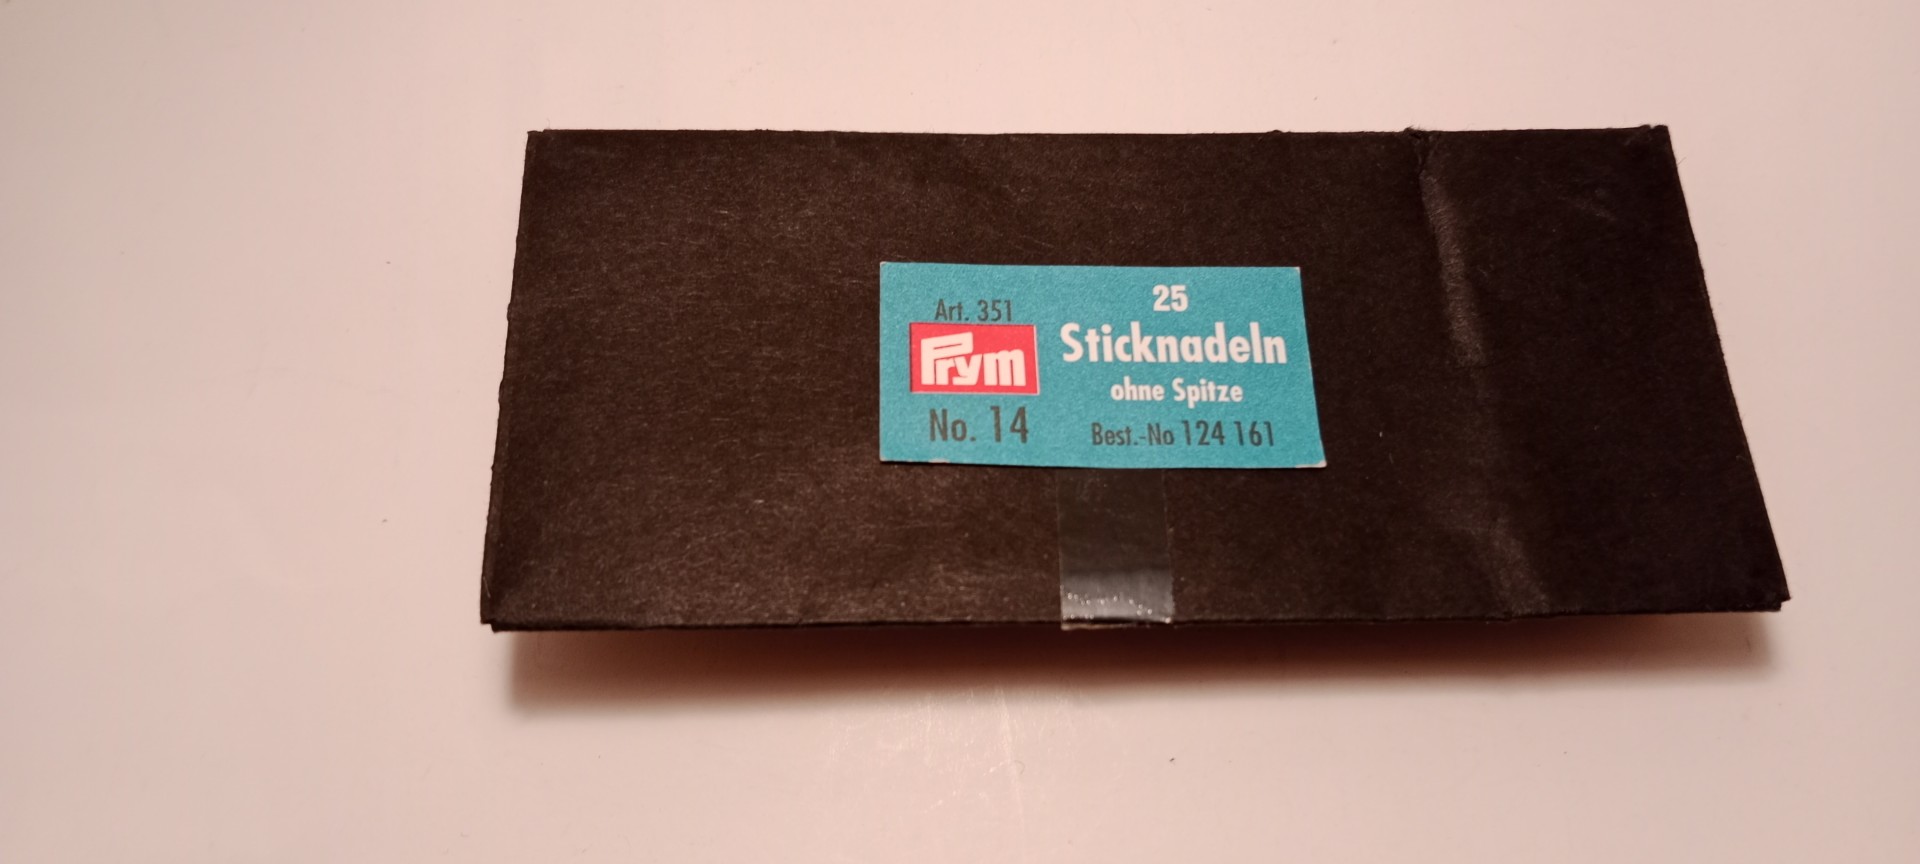 Art. 351
Prym
No. 14
25
Sticknadeln
ohne Spitze
Best.-No 124 161